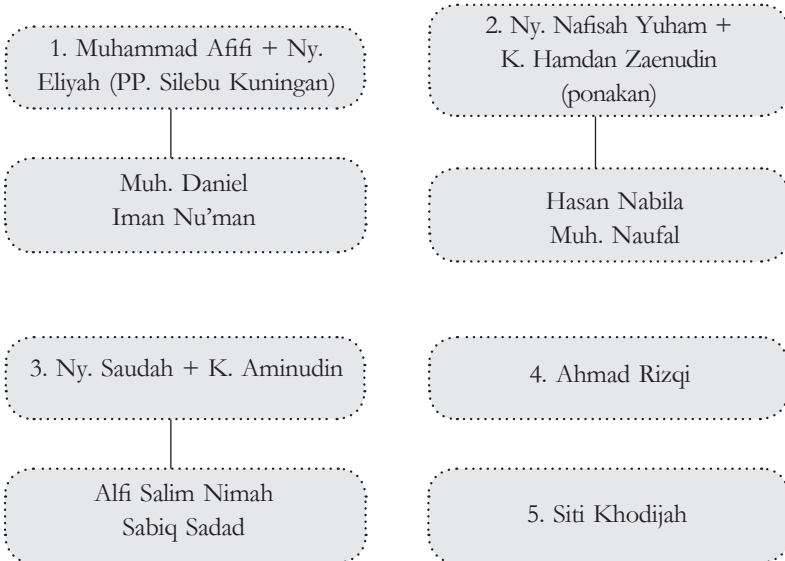 1. Muhammad Afifi + Ny.
Eliyah (PP. Silebu Kuningan)
Muh. Daniel
Iman Nu’man
2. Ny. Nafisah Yuham +
K. Hamdan Zaenudin
(ponakan)
Hasan Nabila
Muh. Naufal
3. Ny. Saudah + K. Aminudin
Alfi Salim Nimah
Sabiq Sadad
4. Ahmad Rizqi
5. Siti Khodijah